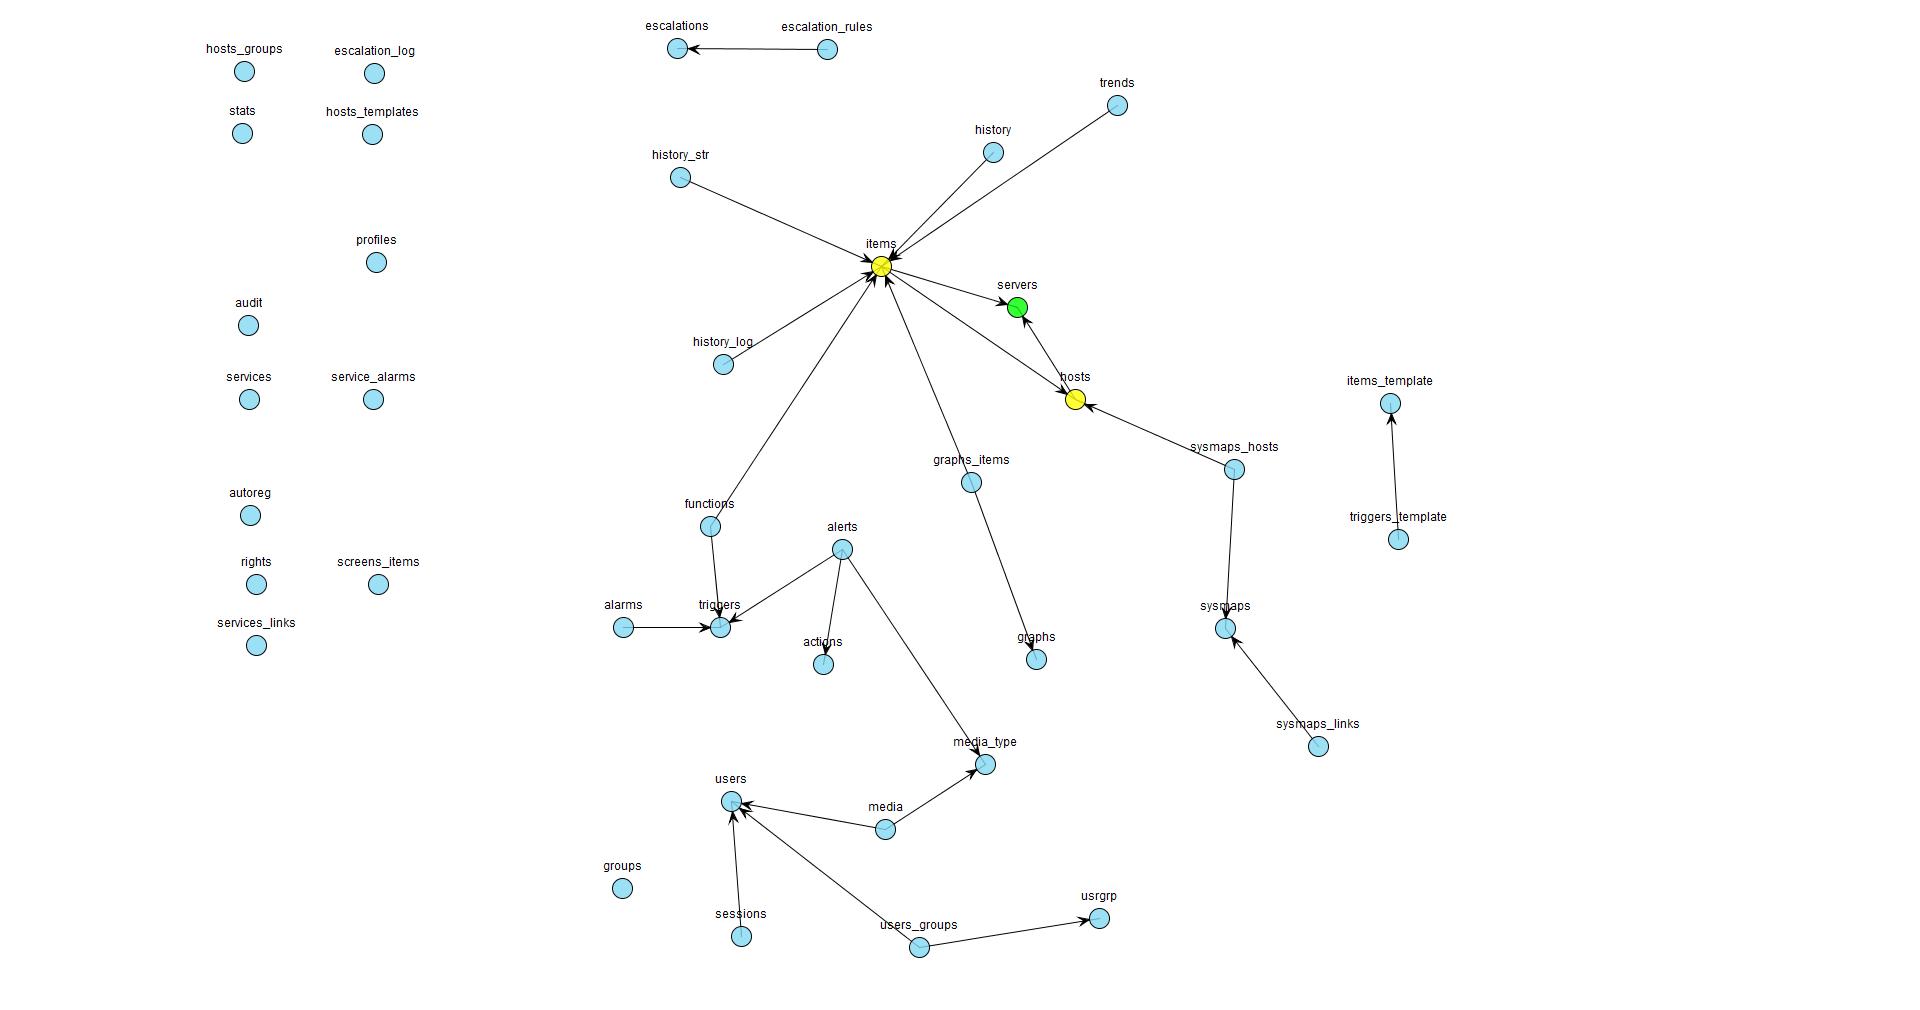 escalations
escalation_rules
hosts_groups
escalation_log
trends
stats
hosts_templates
history
history_str
profiles
items
servers
audit
history_log
services
service_alarms
hosts
items_template
sysmaps_hosts
graphs_items
autoreg
functions
triggers_template
alerts
rights
screens_items
alarms
triggers
sysmaps
services_links
actions
graphs
sysmaps_links
media_type
users
media
groups
usrgrp
sessions
users_groups